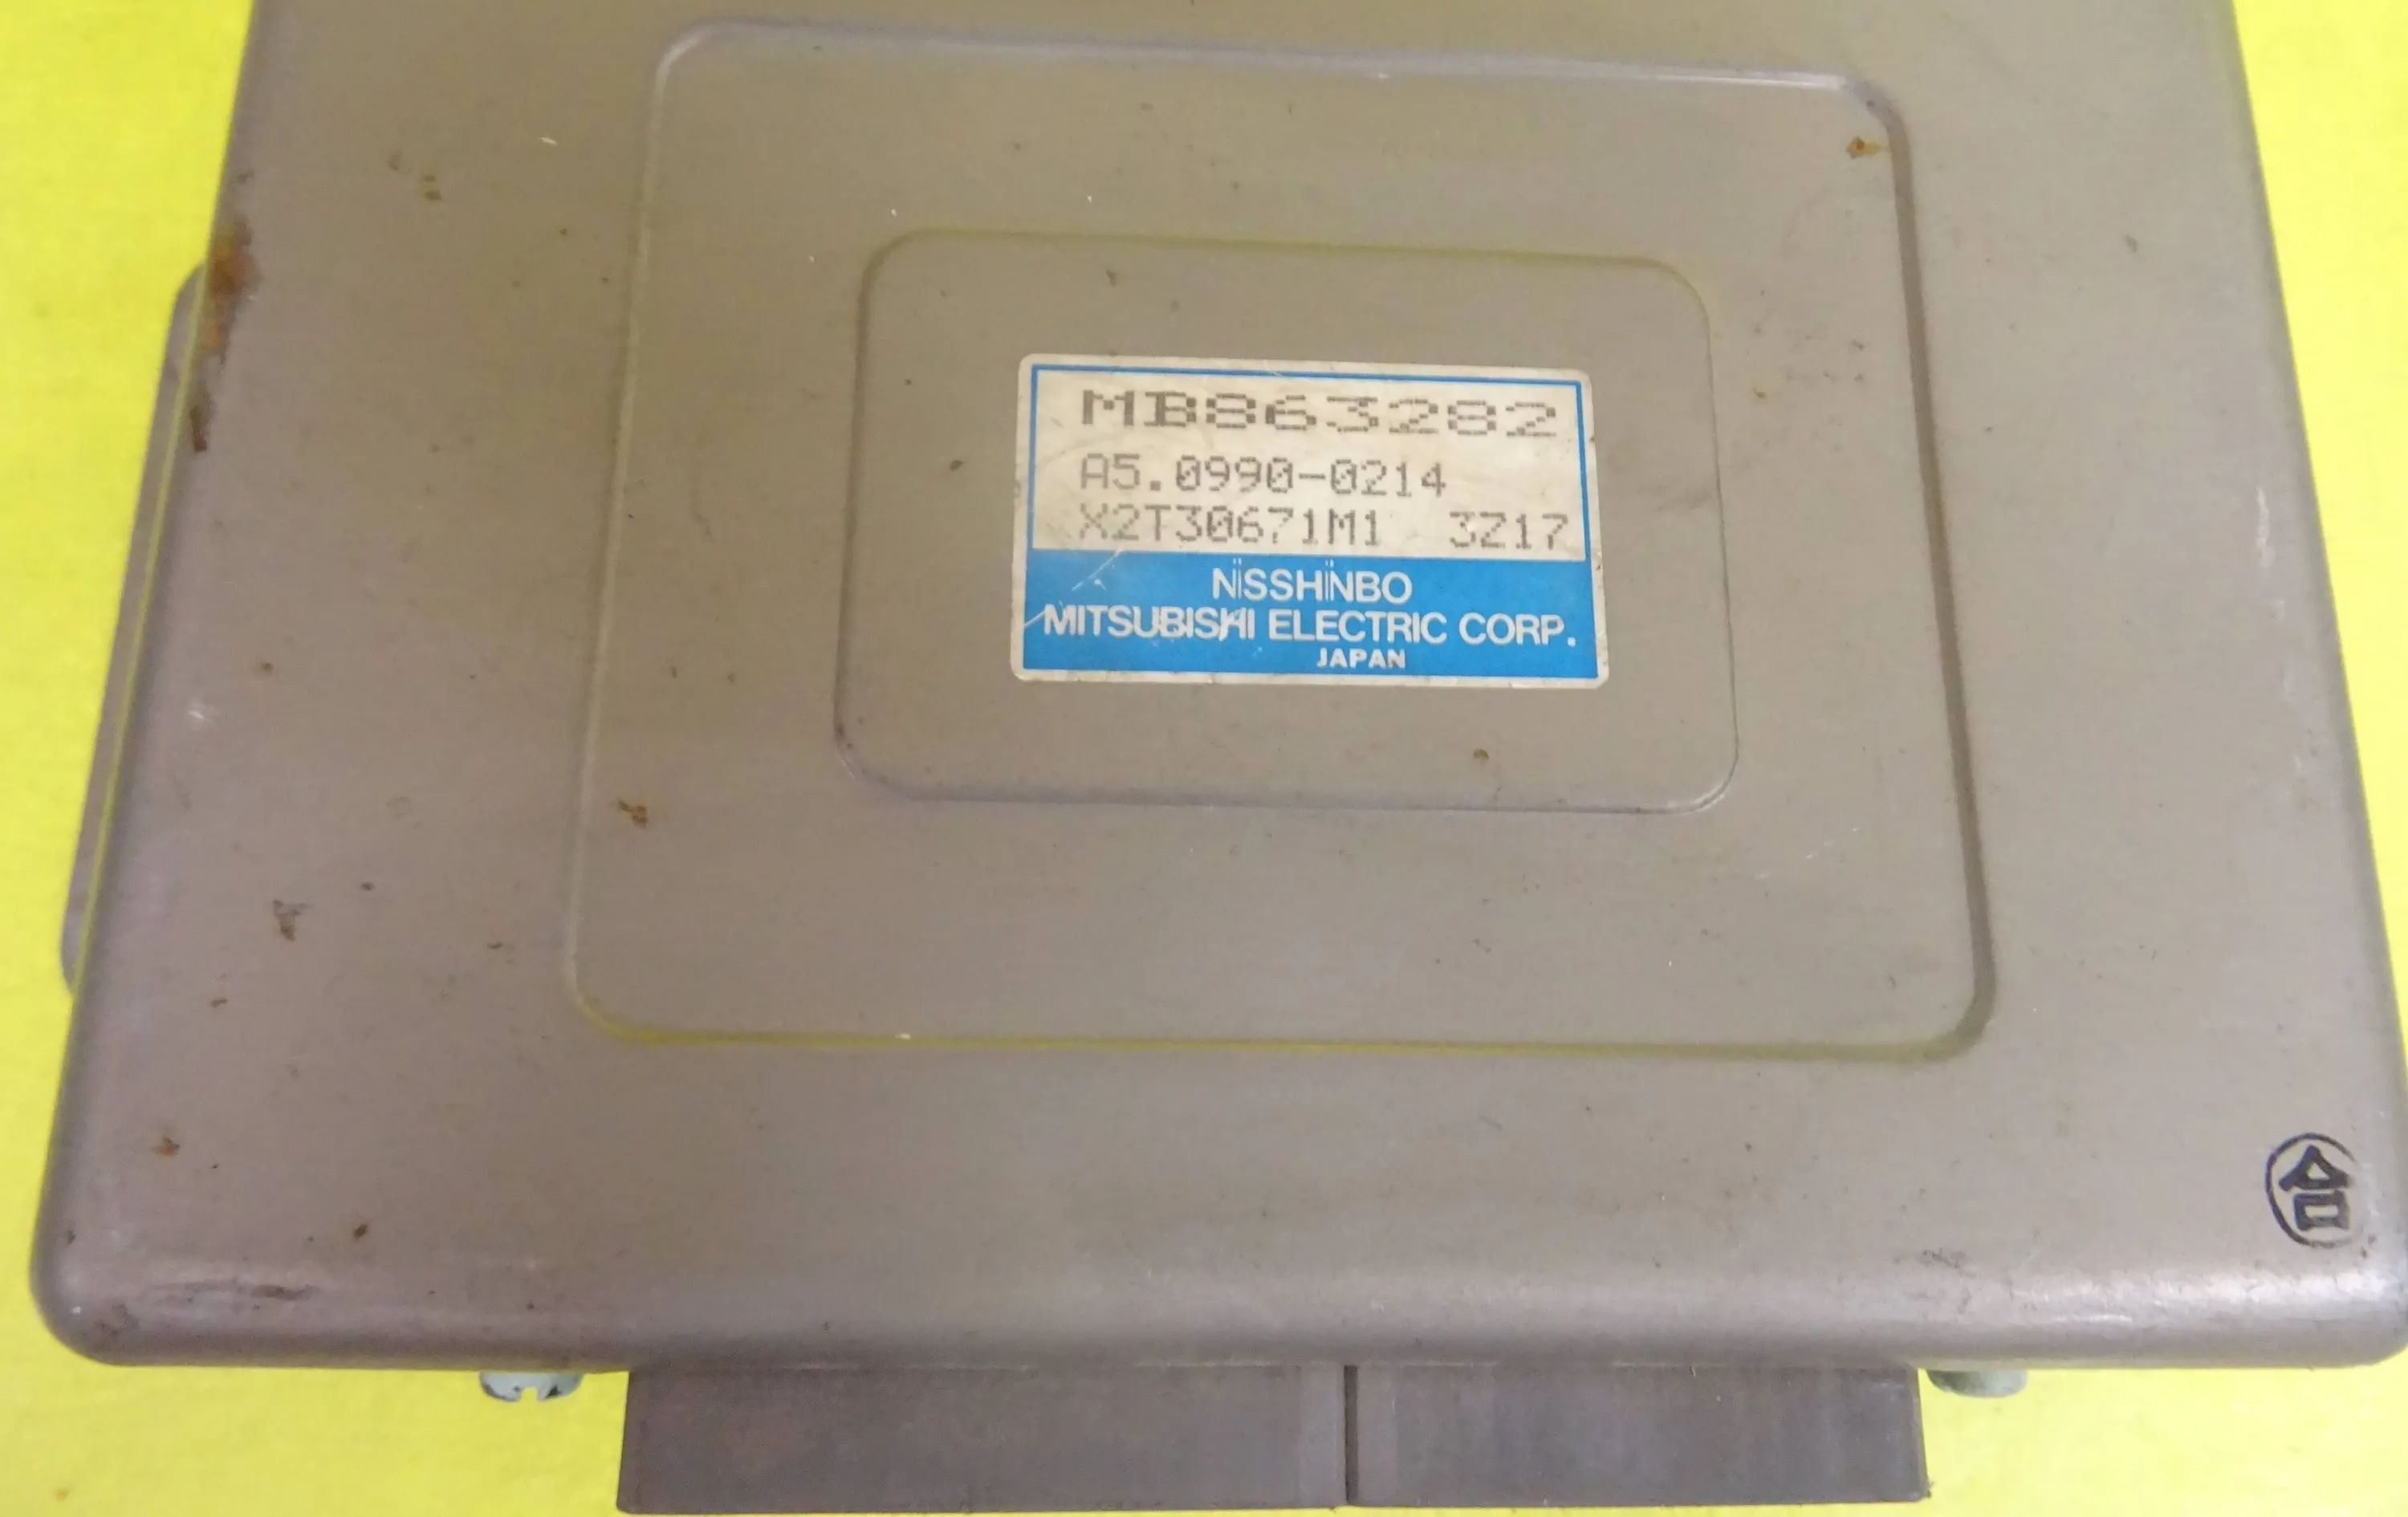 MB863282
A5.0990-0214
X2T30671M1 3Z17
NiSSHiNBO
MITSUBISHI ELECTRIC CORP.
JAPAN
合